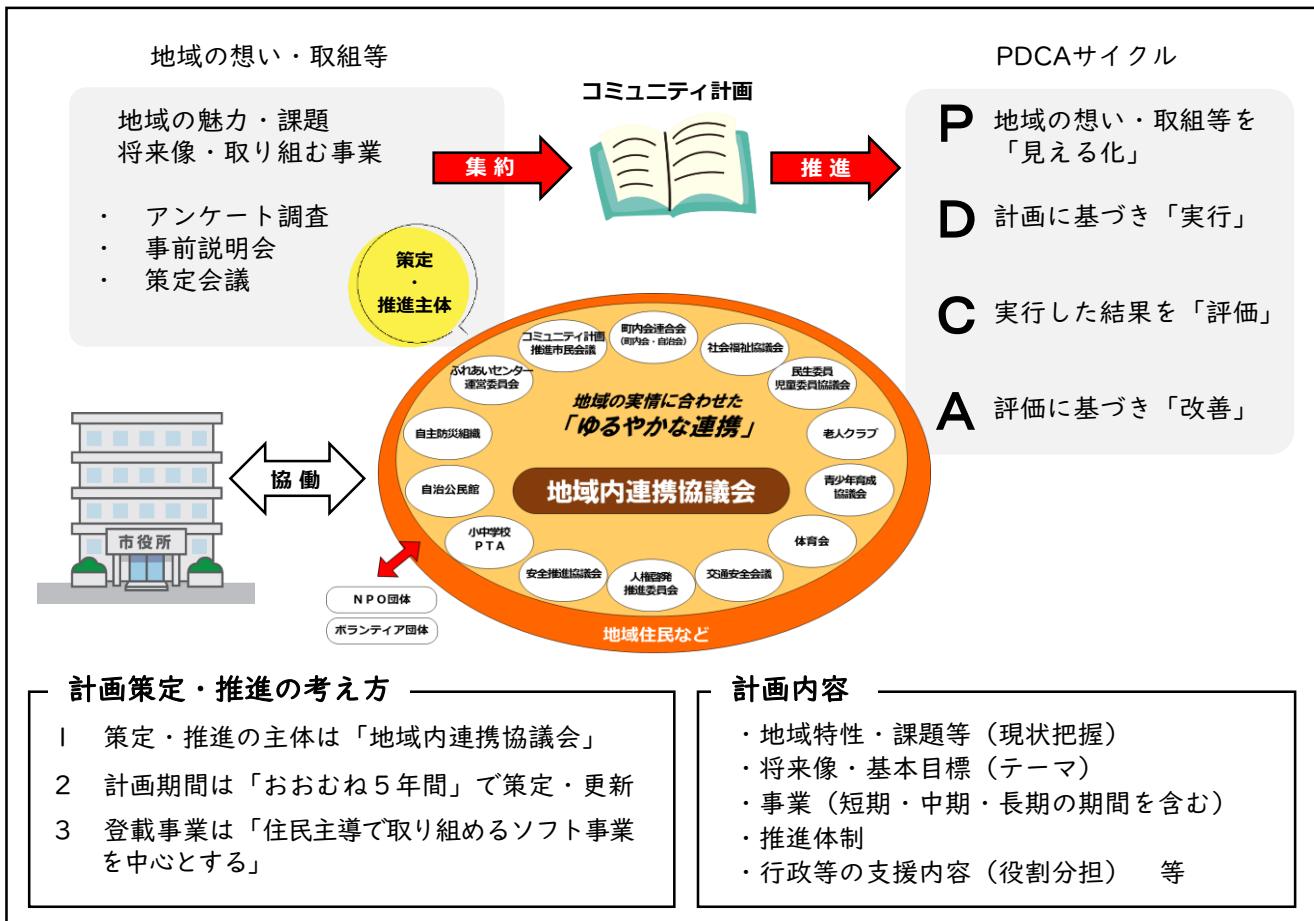 地域の想い・取組等
地域の魅力・課題
将来像・取り組む事業
・ アンケート調査
・ 事前説明会
・ 策定会議
集約
コミュニティ計画
推進
PDCAサイクル
P 地域の想い・取組等を
「見える化」
D 計画に基づき「実行」
C 実行した結果を「評価」
A 評価に基づき「改善」
策定
・
推進主体
コミュニティ計画
推進市民会議
町内会連合会
(町内会・自治会)
社会福祉協議会
民生委員
児童委員協議会
老人クラブ
青少年育成
協議会
体育会
交通安全会議
人権啓発
推進委員会
安全推進協議会
小中学校
PTA
自治公民館
自主防災組織
ふれあいセンター
運営委員会
地域の実情に合わせた
「ゆるやかな連携」
地域内連携協議会
地域住民など
市役所
協働
NPO団体
ボランティア団体
計画策定・推進の考え方
1 策定・推進の主体は「地域内連携協議会」
2 計画期間は「おおむね5年間」で策定・更新
3 登載事業は「住民主導で取り組めるソフト事業
を中心とする」
計画内容
・地域特性・課題等(現状把握)
・将来像・基本目標(テーマ)
・事業(短期・中期・長期の期間を含む)
・推進体制
・行政等の支援内容(役割分担) 等